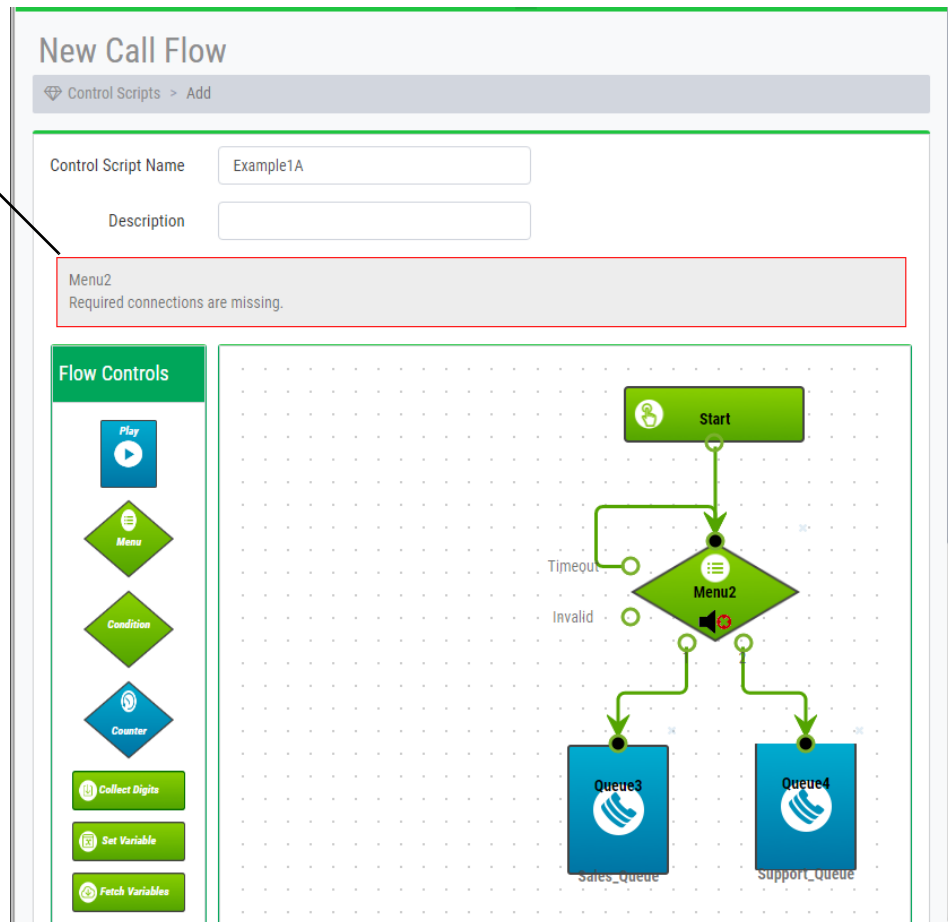 New Call Flow
Control Scripts > Add
Control Script Name
Example1A
Description
Menu2
Required connections are missing.
Flow Controls
Play
Menu
Condition
Counter
Collect Digits
Set Variable
Fetch Variables
Start
Timeout
Menu2
Invalid
1 2
Queue3 Queue4
Sales_Queue Support_Queue